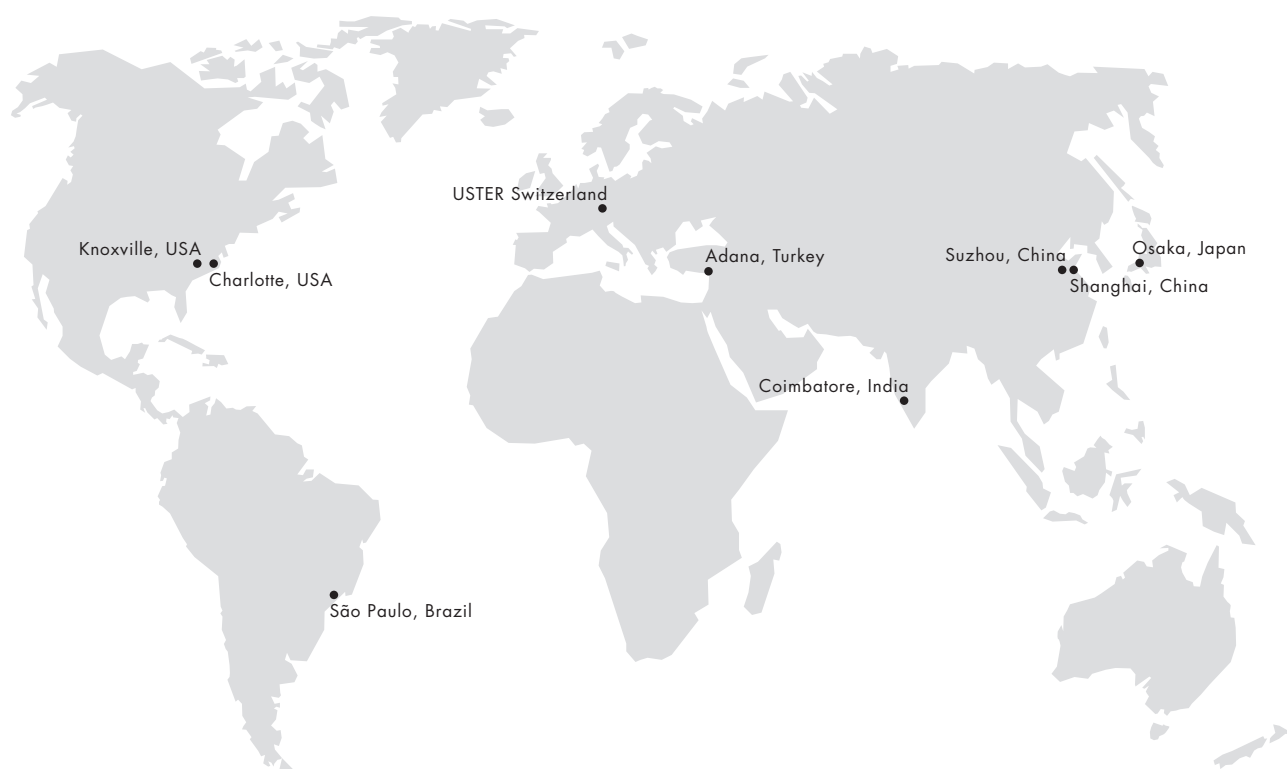 USTER Switzerland
Knoxville, USA
Charlotte, USA
Adana, Turkey
Suzhou, China
Osaka, Japan
Shanghai, China
Coimbatore, India
São Paulo, Brazil